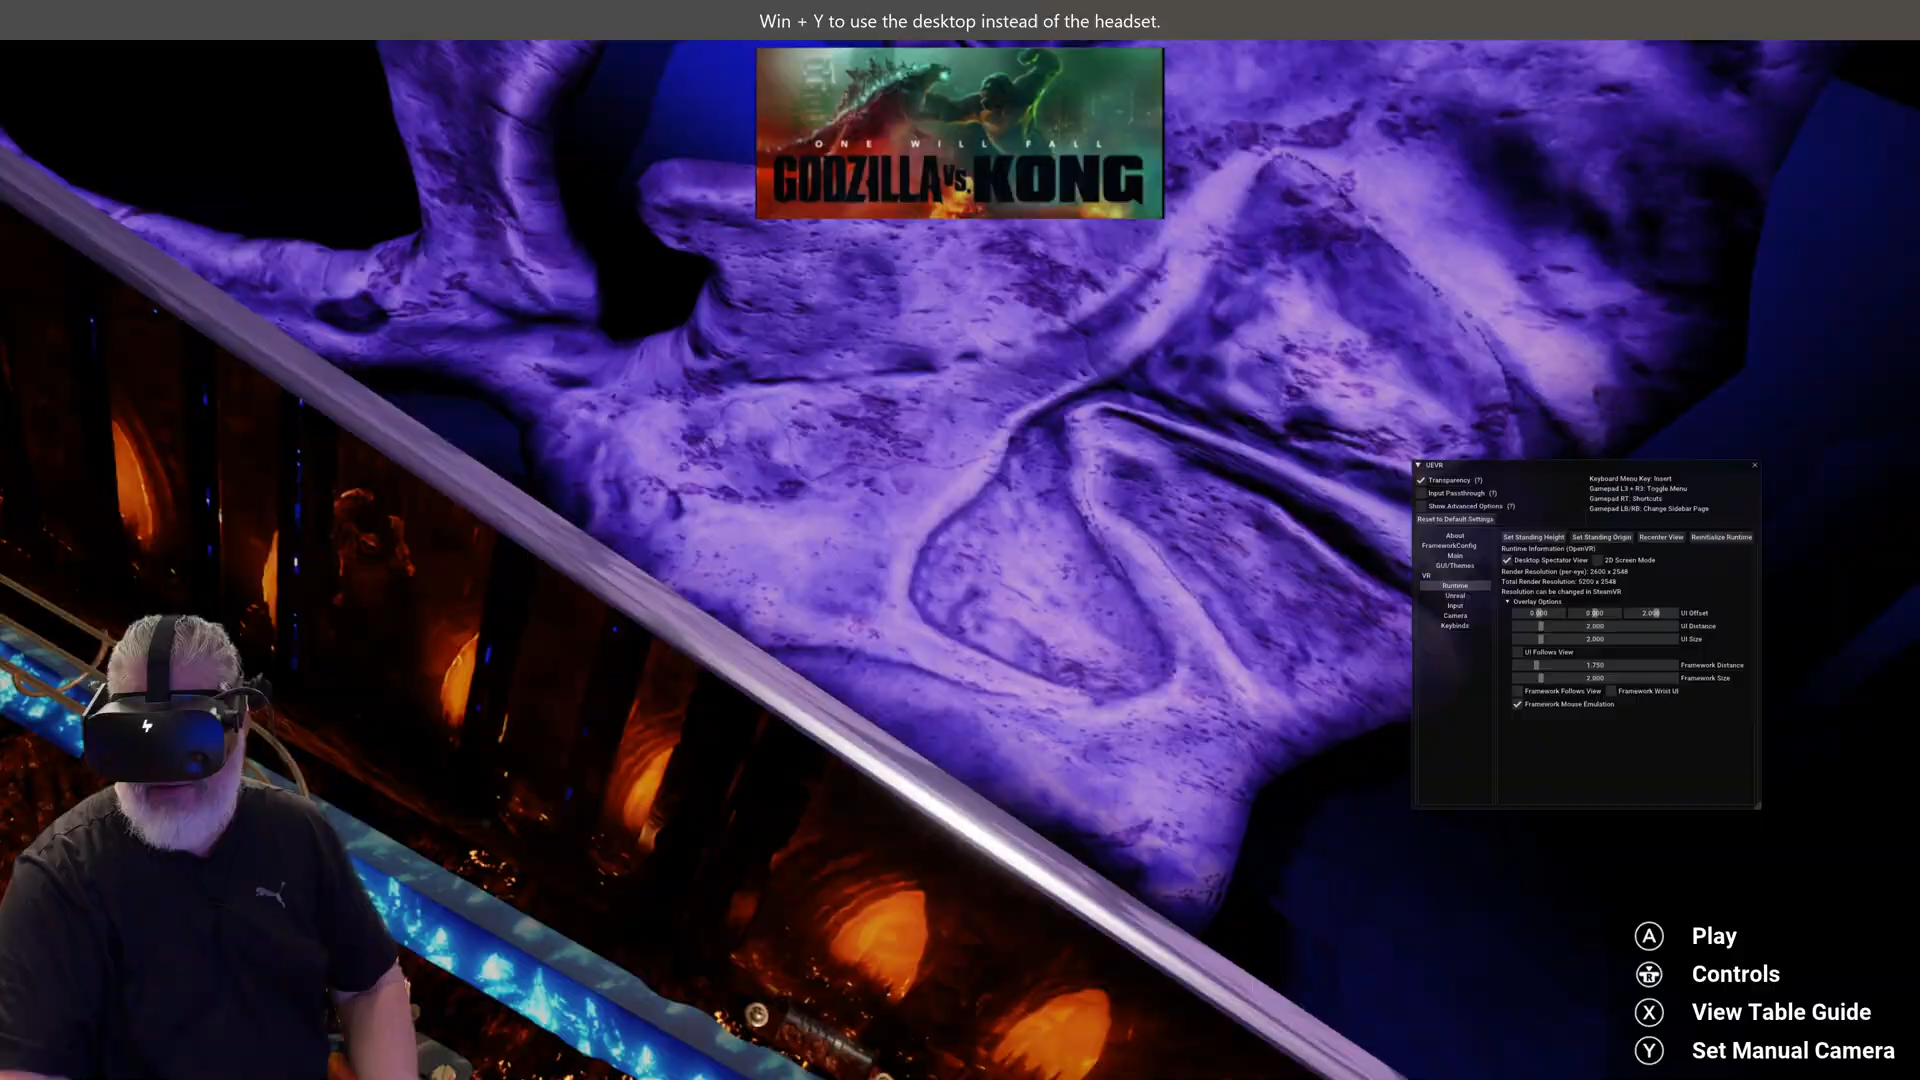 Win + Y to use the desktop instead of the headset.
ONE WILL FALL
GODZILLA vs. KONG
UEVR
Transparency (?)
Input Passthrough (?)
Show Advanced Options (?)
Reset to Default Settings
Keyboard Menu Key: Insert
Gamepad L3 + R3: Toggle Menu
Gamepad RT: Shortcuts
Gamepad LB/RB: Change Sidebar Page
About
FrameworkConfig
Main
GUI/Themes
VR
Runtime
Unreal
Input
Camera
Keybinds
Set Standing Height Set Standing Origin Recenter View Reinitialize Runtime
Runtime Information (OpenVR)
Desktop Spectator View 2D Screen Mode
Render Resolution (per-eye): 2600 x 2548
Total Render Resolution: 5200 x 2548
Resolution can be changed in SteamVR
Overlay Options
0.000 0.000 2.000 UI Offset
2.000 UI Distance
2.000 UI Size
UI Follows View
1.750 Framework Distance
2.000 Framework Size
Framework Follows View Framework Wrist UI
Framework Mouse Emulation
A Play
R Controls
X View Table Guide
Y Set Manual Camera